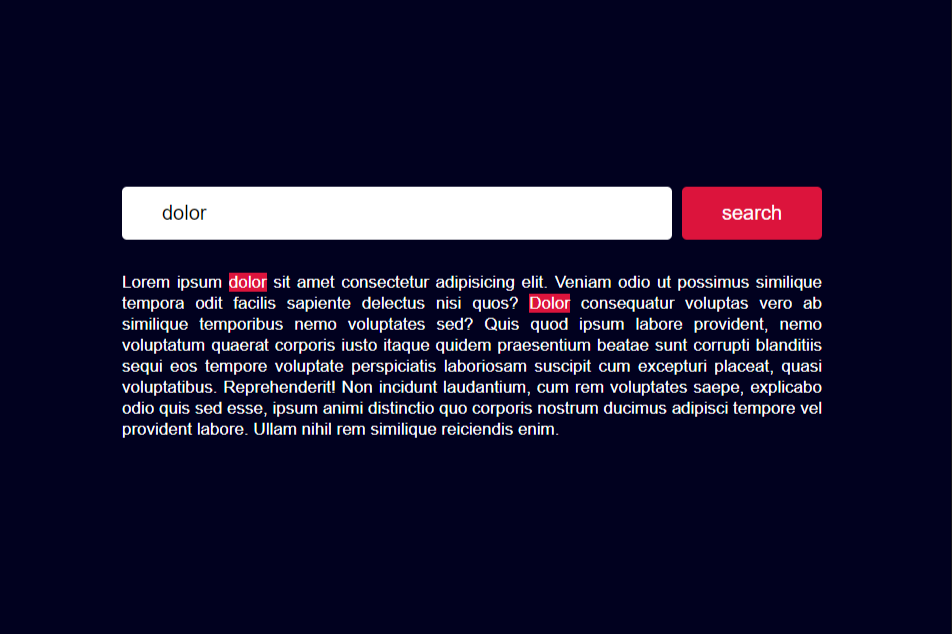 dolor
search
Lorem ipsum dolor sit amet consectetur adipisicing elit. Veniam odio ut possimus similique
tempora odit facilis sapiente delectus nisi quos? Dolor consequatur voluptas vero ab
similique temporibus nemo voluptates sed? Quis quod ipsum labore provident, nemo
voluptatum quaerat corporis iusto itaque quidem praesentium beatae sunt corrupti blanditiis
sequi eos tempore voluptate perspiciatis laboriosam suscipit cum excepturi placeat, quasi
voluptatibus. Reprehenderit! Non incidunt laudantium, cum rem voluptates saepe, explicabo
odio quis sed esse, ipsum animi distinctio quo corporis nostrum ducimus adipisci tempore vel
provident labore. Ullam nihil rem similique reiciendis enim.